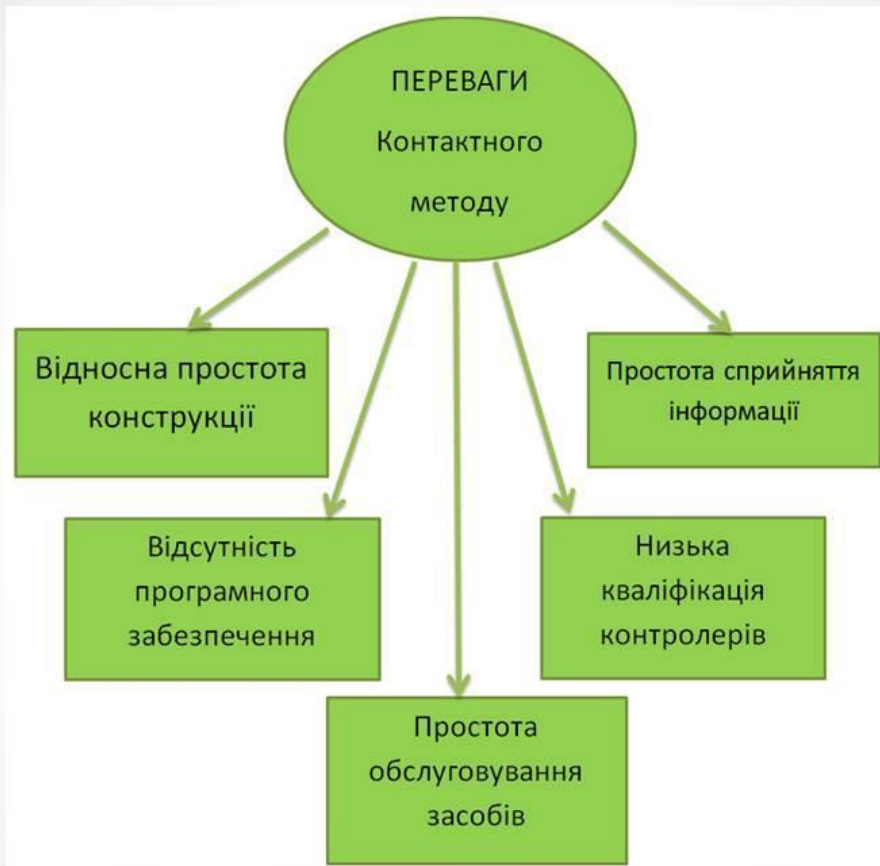 ПЕРЕВАГИ
Контактного
методу
Відносна простота
конструкції
Простота сприйняття
інформації
Відсутність
програмного
забезпечення
Низька
кваліфікація
контролерів
Простота
обслуговування
засобів